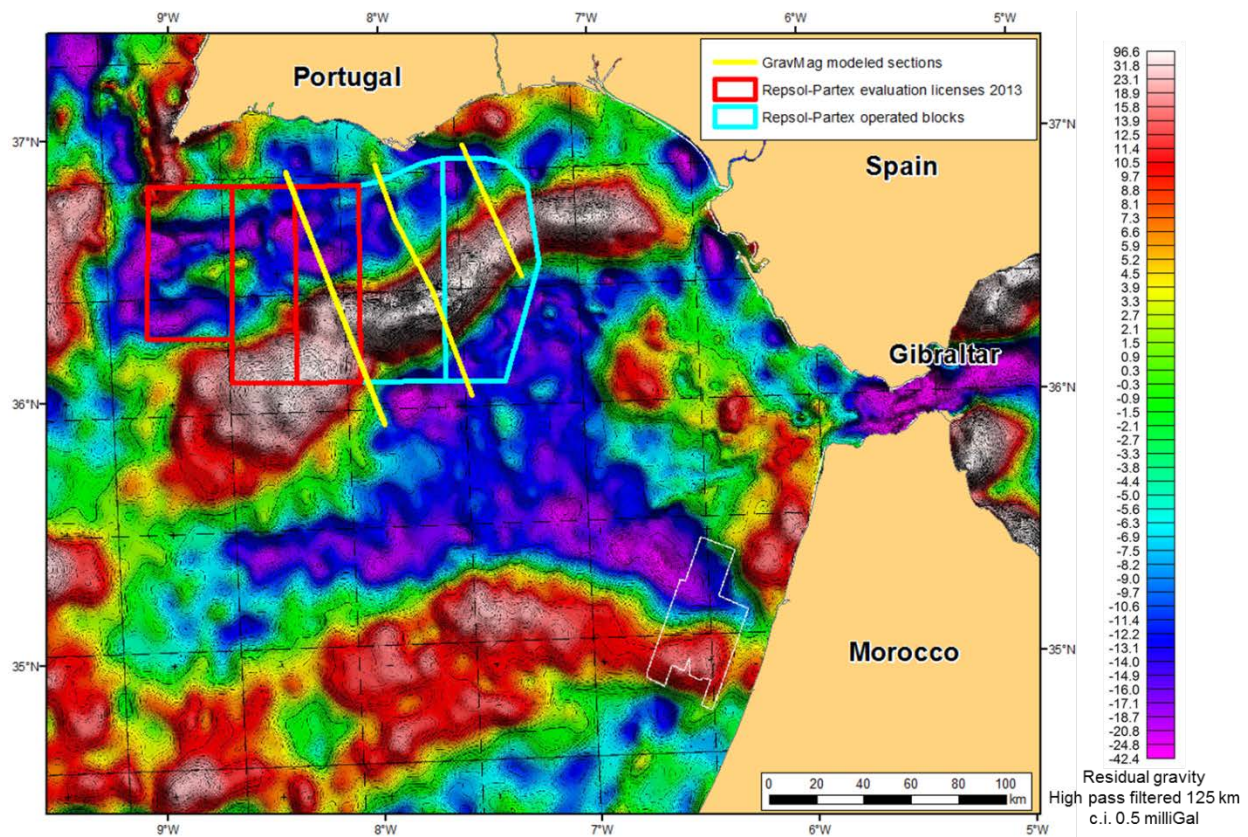 9°W 8°W 7°W 6°W 5°W
Portugal
GravMag modeled sections
Repsol-Partex evaluation licenses 2013
Repsol-Partex operated blocks
37°N 37°N
Spain
Gibraltar
36°N 36°N
35°N 35°N
Morocco
0 20 40 60 80 100
km
9°W 8°W 7°W 6°W 5°W
96.6
31.8
23.1
18.9
15.8
13.9
11.5
10.5
9.7
8.1
7.3
6.6
5.4
4.5
3.9
3.3
2.7
2.1
1.5
0.9
0.3
-0.3
-0.9
-1.5
-2.1
-2.7
-3.7
-4.4
-5.0
-5.6
-6.3
-6.9
-7.5
-8.2
-9.0
-9.7
-10.6
-11.4
-12.2
-13.1
-14.0
-14.9
-16.0
-17.1
-18.7
-20.8
-24.8
-42.4
Residual gravity
High pass filtered 125 km
c.i. 0.5 milliGal